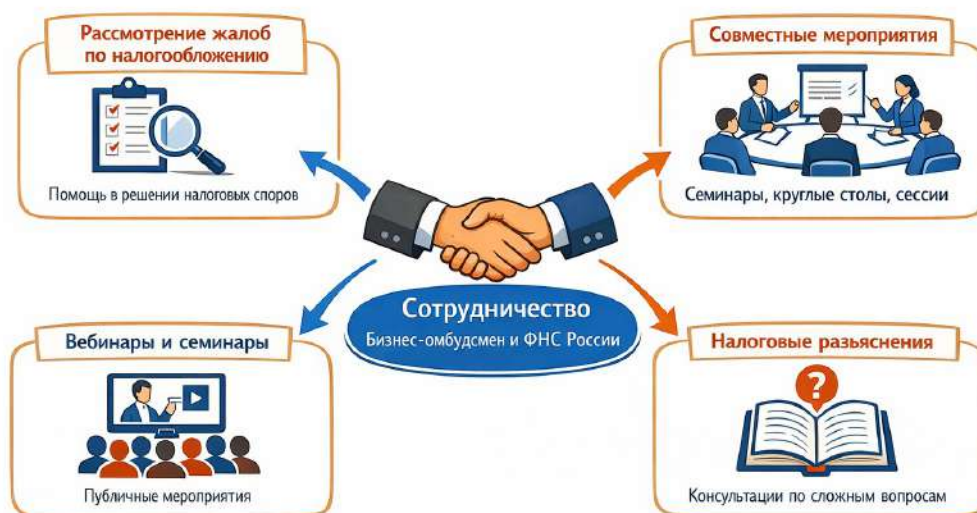 Рассмотрение жалоб
по налогообложению
Помощь в решении налоговых споров
Совместные мероприятия
Семинары, круглые столы, сессии
Сотрудничество
Бизнес-омбудсмен и ФНС России
Вебинары и семинары
Публичные мероприятия
Налоговые разьяснения
?
Консультации по сложным вопросам